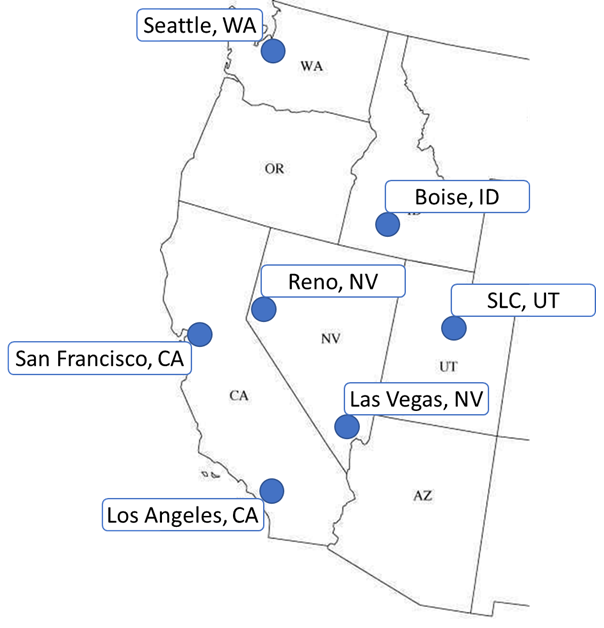 Seattle, WA
WA
OR
Boise, ID
Reno, NV
SLC, UT
NV
San Francisco, CA
UT
CA
Las Vegas, NV
AZ
Los Angeles, CA